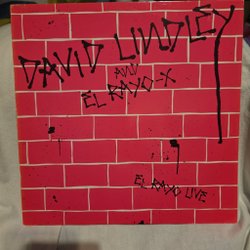 DAVID LINDLEY
AND
EL RAYO-X
EL RAYO LIVE